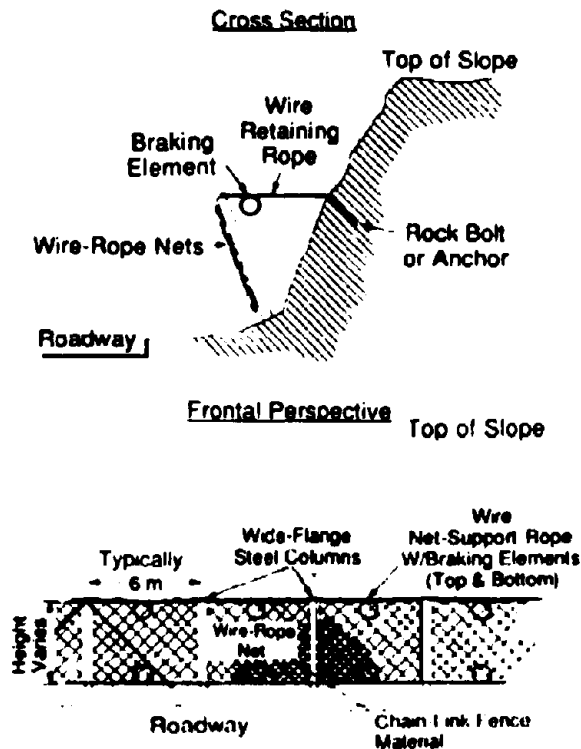 Cross Section
Top of Slope
Wire
Retaining
Rope
Braking
Element
Wire-Rope Nets
Rock Bolt
or Anchor
Roadway
Frontal Perspective
Top of Slope
Wire
Net-Support Rope
W/Braking Elements
(Top & Bottom)
Wide-Flange
Steel Columns
Typically
6 m
Height
Varies
Wire-Rope
Net
Roadway
Chain Link Fence
Material